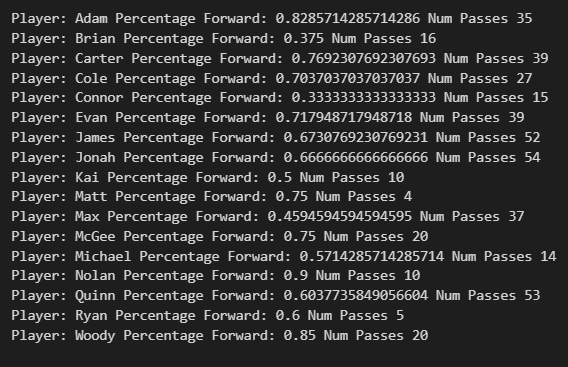 Player: Adam Percentage Forward: 0.8285714285714286 Num Passes 35
Player: Brian Percentage Forward: 0.375 Num Passes 16
Player: Carter Percentage Forward: 0.7692307692307693 Num Passes 39
Player: Cole Percentage Forward: 0.7037037037037037 Num Passes 27
Player: Connor Percentage Forward: 0.3333333333333333 Num Passes 15
Player: Evan Percentage Forward: 0.717948717948718 Num Passes 39
Player: James Percentage Forward: 0.6730769230769231 Num Passes 52
Player: Jonah Percentage Forward: 0.6666666666666666 Num Passes 54
Player: Kai Percentage Forward: 0.5 Num Passes 10
Player: Matt Percentage Forward: 0.75 Num Passes 4
Player: Max Percentage Forward: 0.4594594594594595 Num Passes 37
Player: McGee Percentage Forward: 0.75 Num Passes 20
Player: Michael Percentage Forward: 0.5714285714285714 Num Passes 14
Player: Nolan Percentage Forward: 0.9 Num Passes 10
Player: Quinn Percentage Forward: 0.6037735849056604 Num Passes 53
Player: Ryan Percentage Forward: 0.6 Num Passes 5
Player: Woody Percentage Forward: 0.85 Num Passes 20